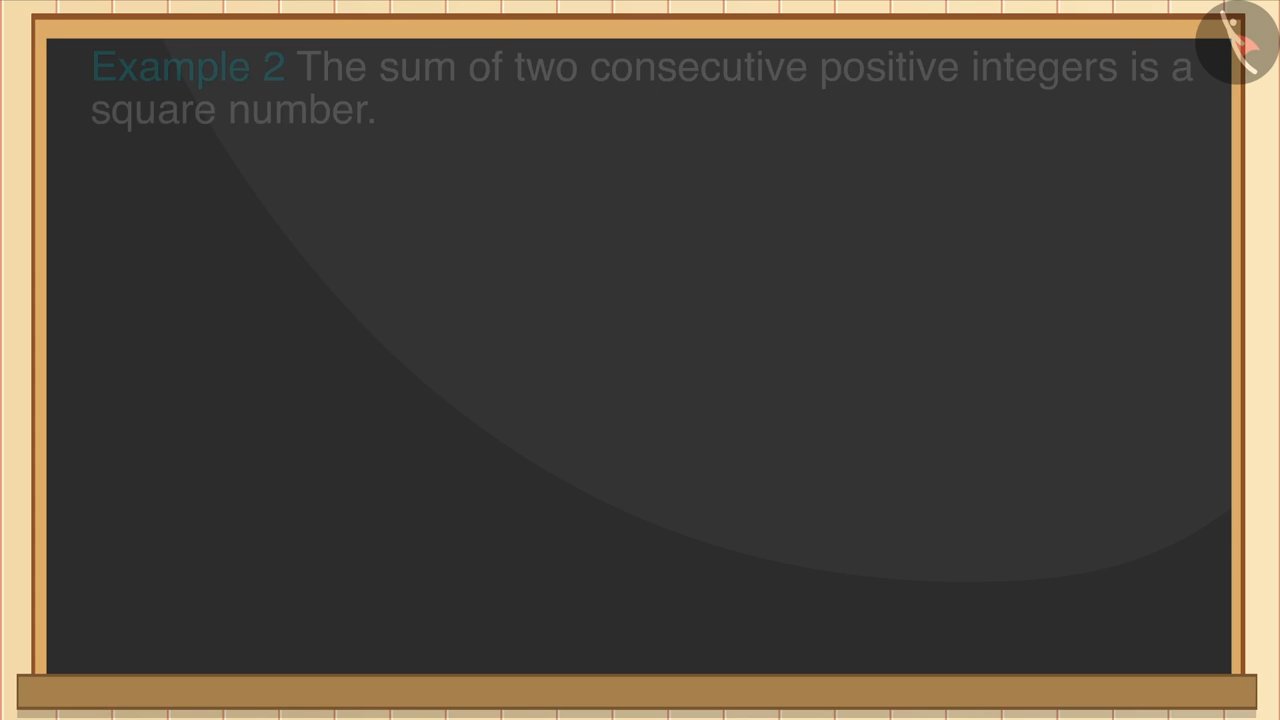 Example 2 The sum of two consecutive positive integers is a
square number.